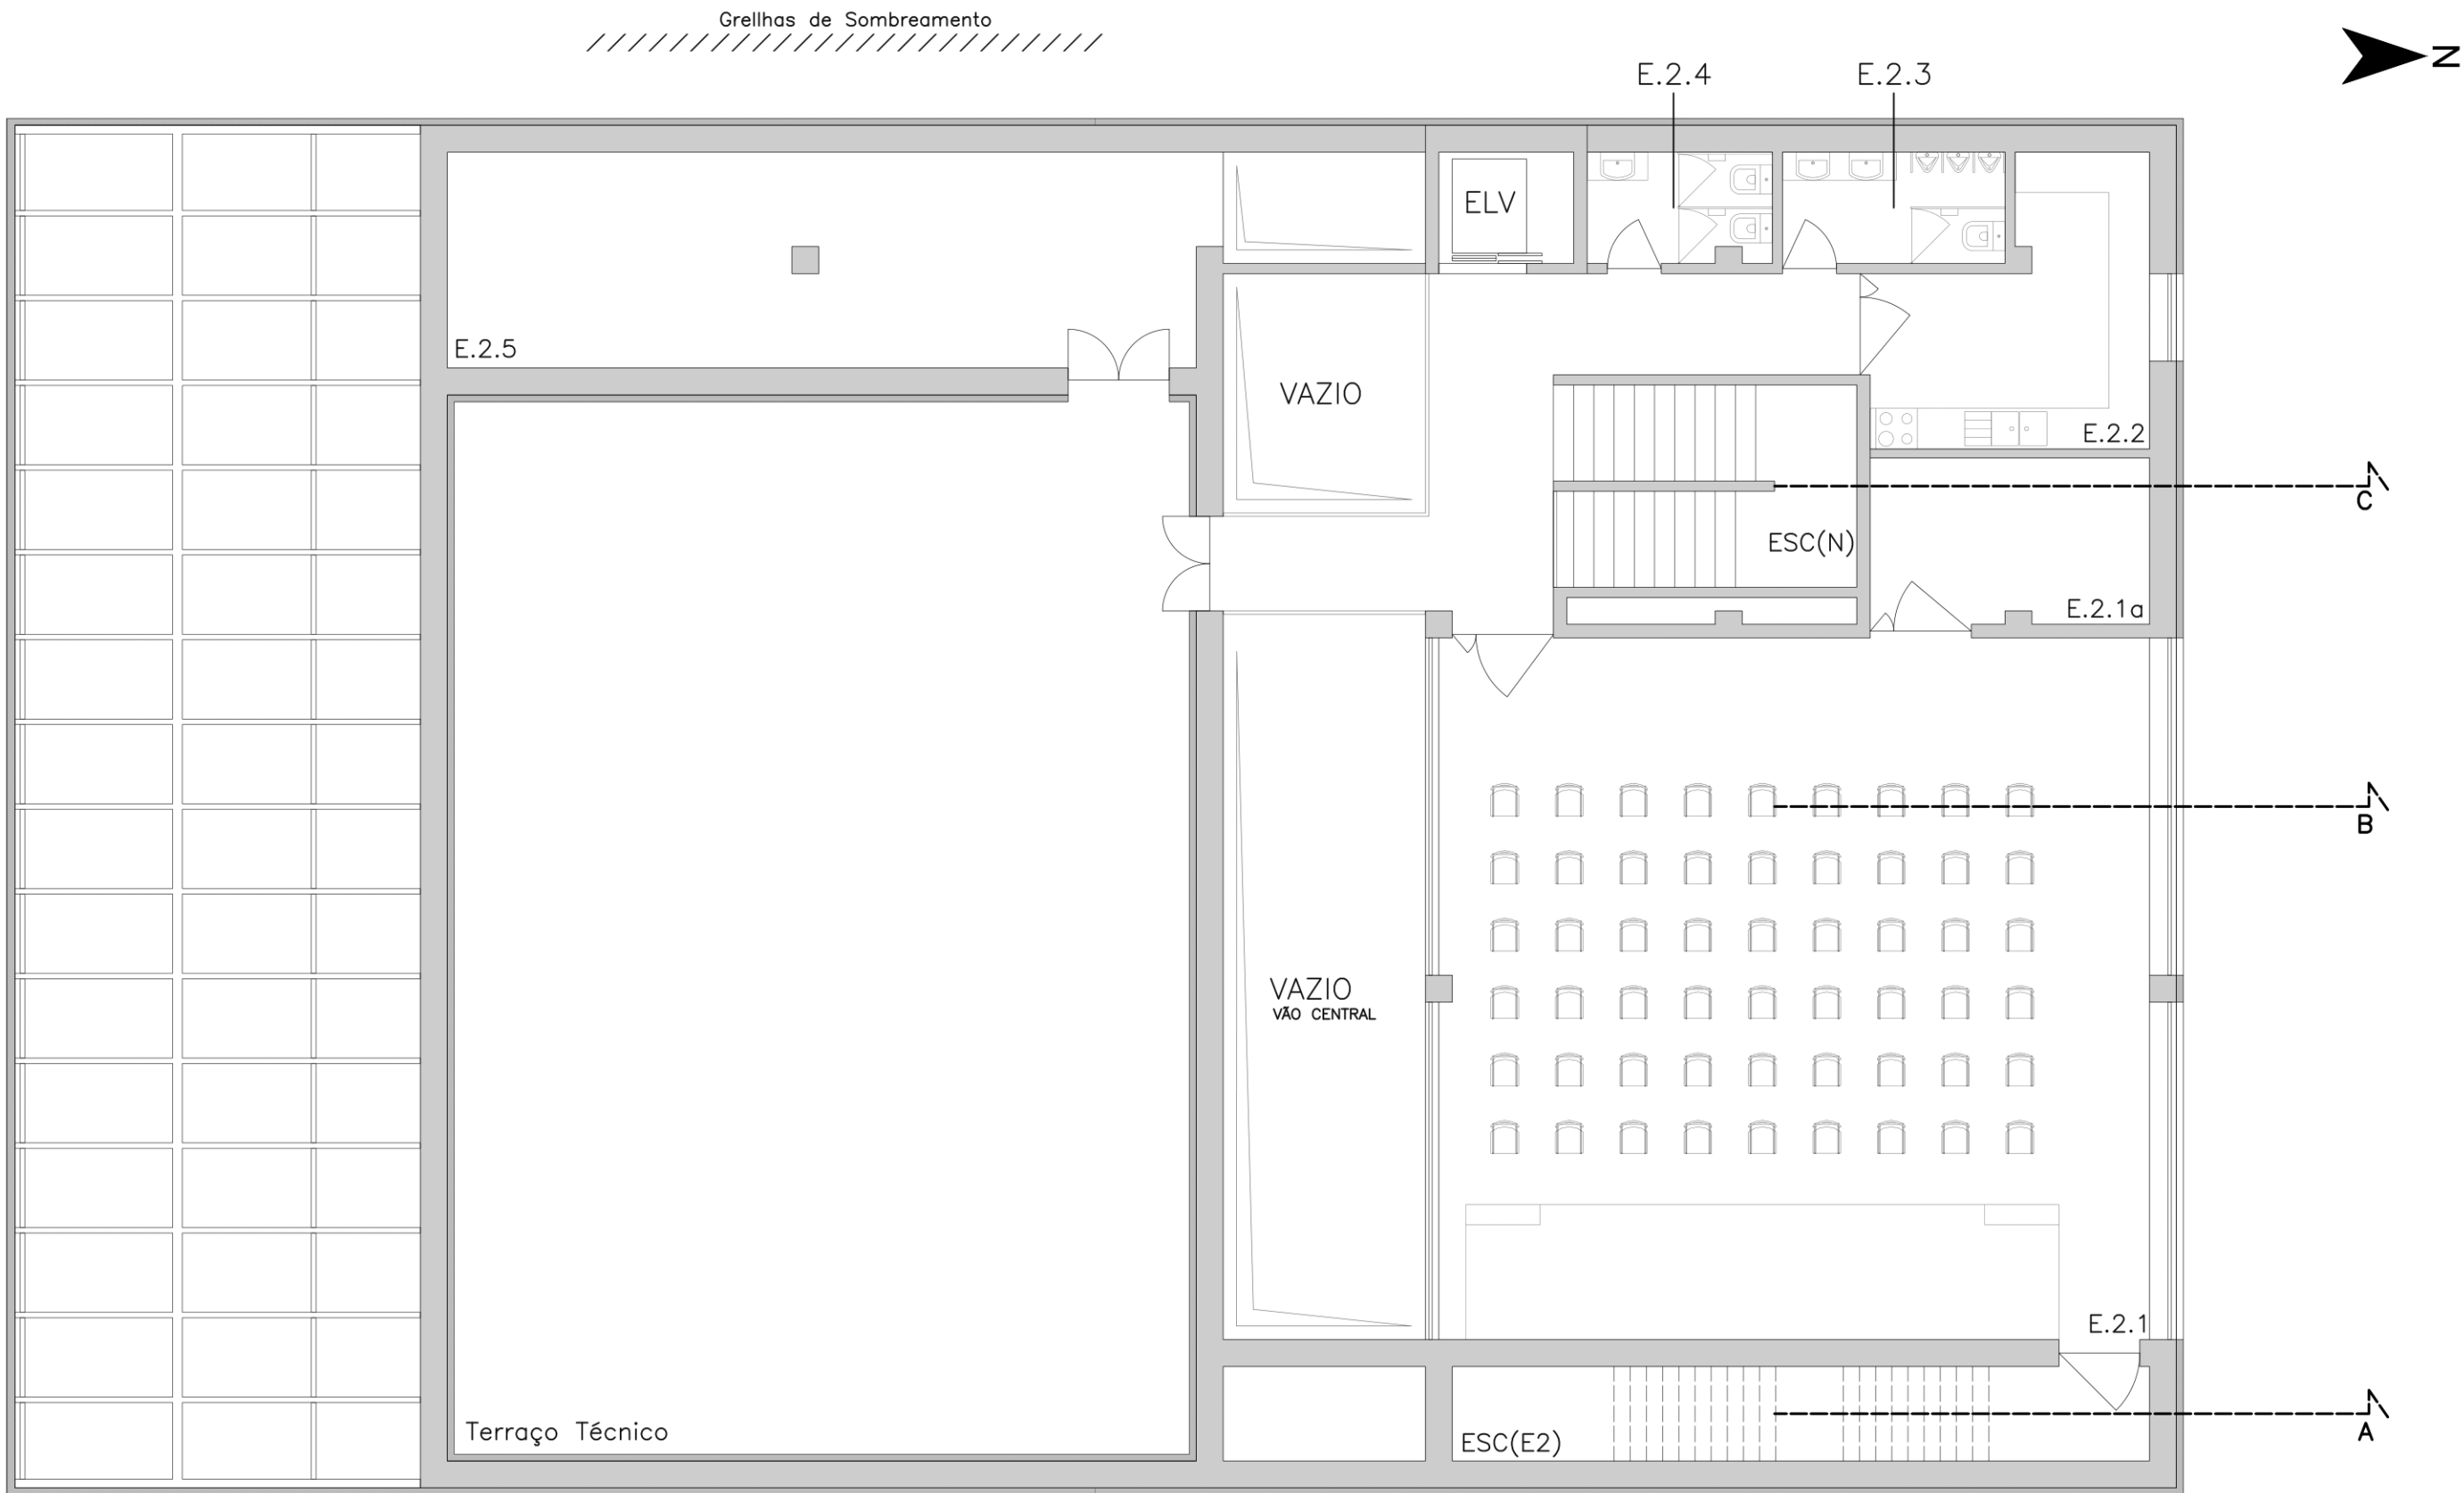 Grellhas de Sombreamento
N
E.2.4
E.2.3
ELV
E.2.5
VAZIO
E.2.2
C
ESC(N)
E.2.1a
B
VAZIO
VÃO CENTRAL
E.2.1
Terraço Técnico
ESC(E2)
A